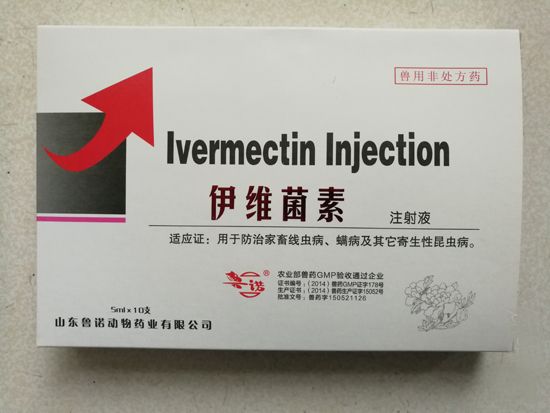 兽用非处方药
Ivermectin Injection
伊维菌素 注射液
适应证:用于防治家畜线虫病、螨病及其它寄生性昆虫病。
鲁诺®
农业部兽药GMP验收通过企业
证书编号:(2014)兽药GMP证字178号
生产证书:(2014)兽药生产证字15052号
批准文号:兽药字150521126
5ml x 10支
山东鲁诺动物药业有限公司